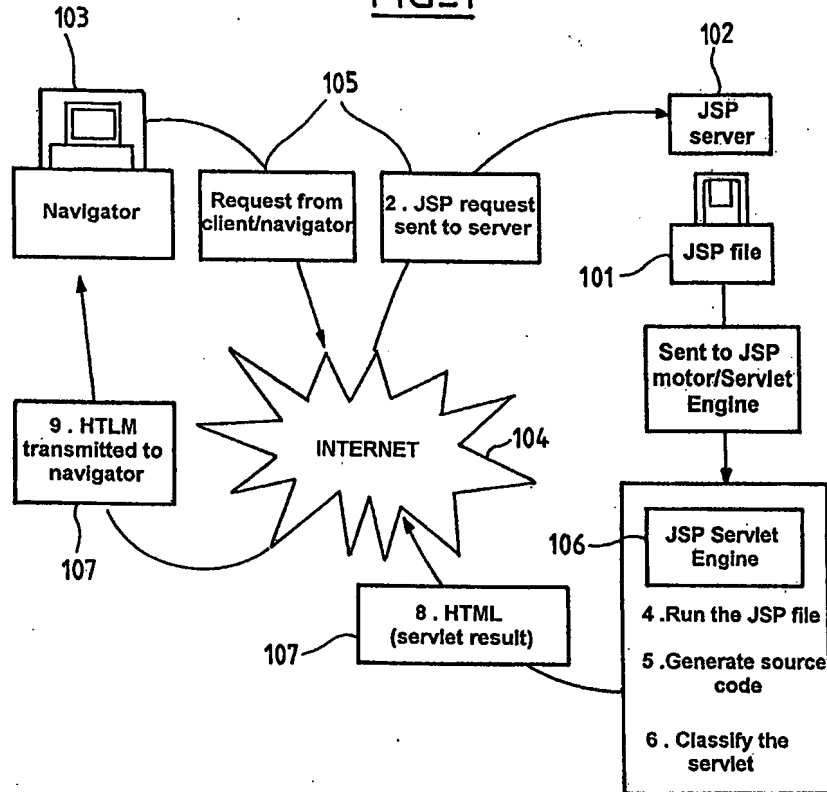 FIG_1
103
105
102
JSP
server
Navigator
Request from
client/navigator
2. JSP request
sent to server
JSP file
101
Sent to JSP
motor/Servlet
Engine
9. HTLM
transmitted to
navigator
107
INTERNET
104
106
JSP Servlet
Engine
4.Run the JSP file
5.Generate source
code
6. Classify the
servlet
8. HTML
(servlet result)
107